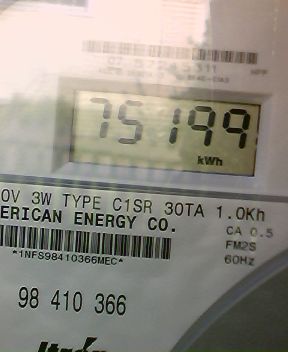 75199
kWh
0V 3W TYPE C1SR 30TA 1.0Kh
ERICAN ENERGY CO.
CA 0.5
FM2S
*1NFS98410366MEC*
60Hz
98 410 366
Itron